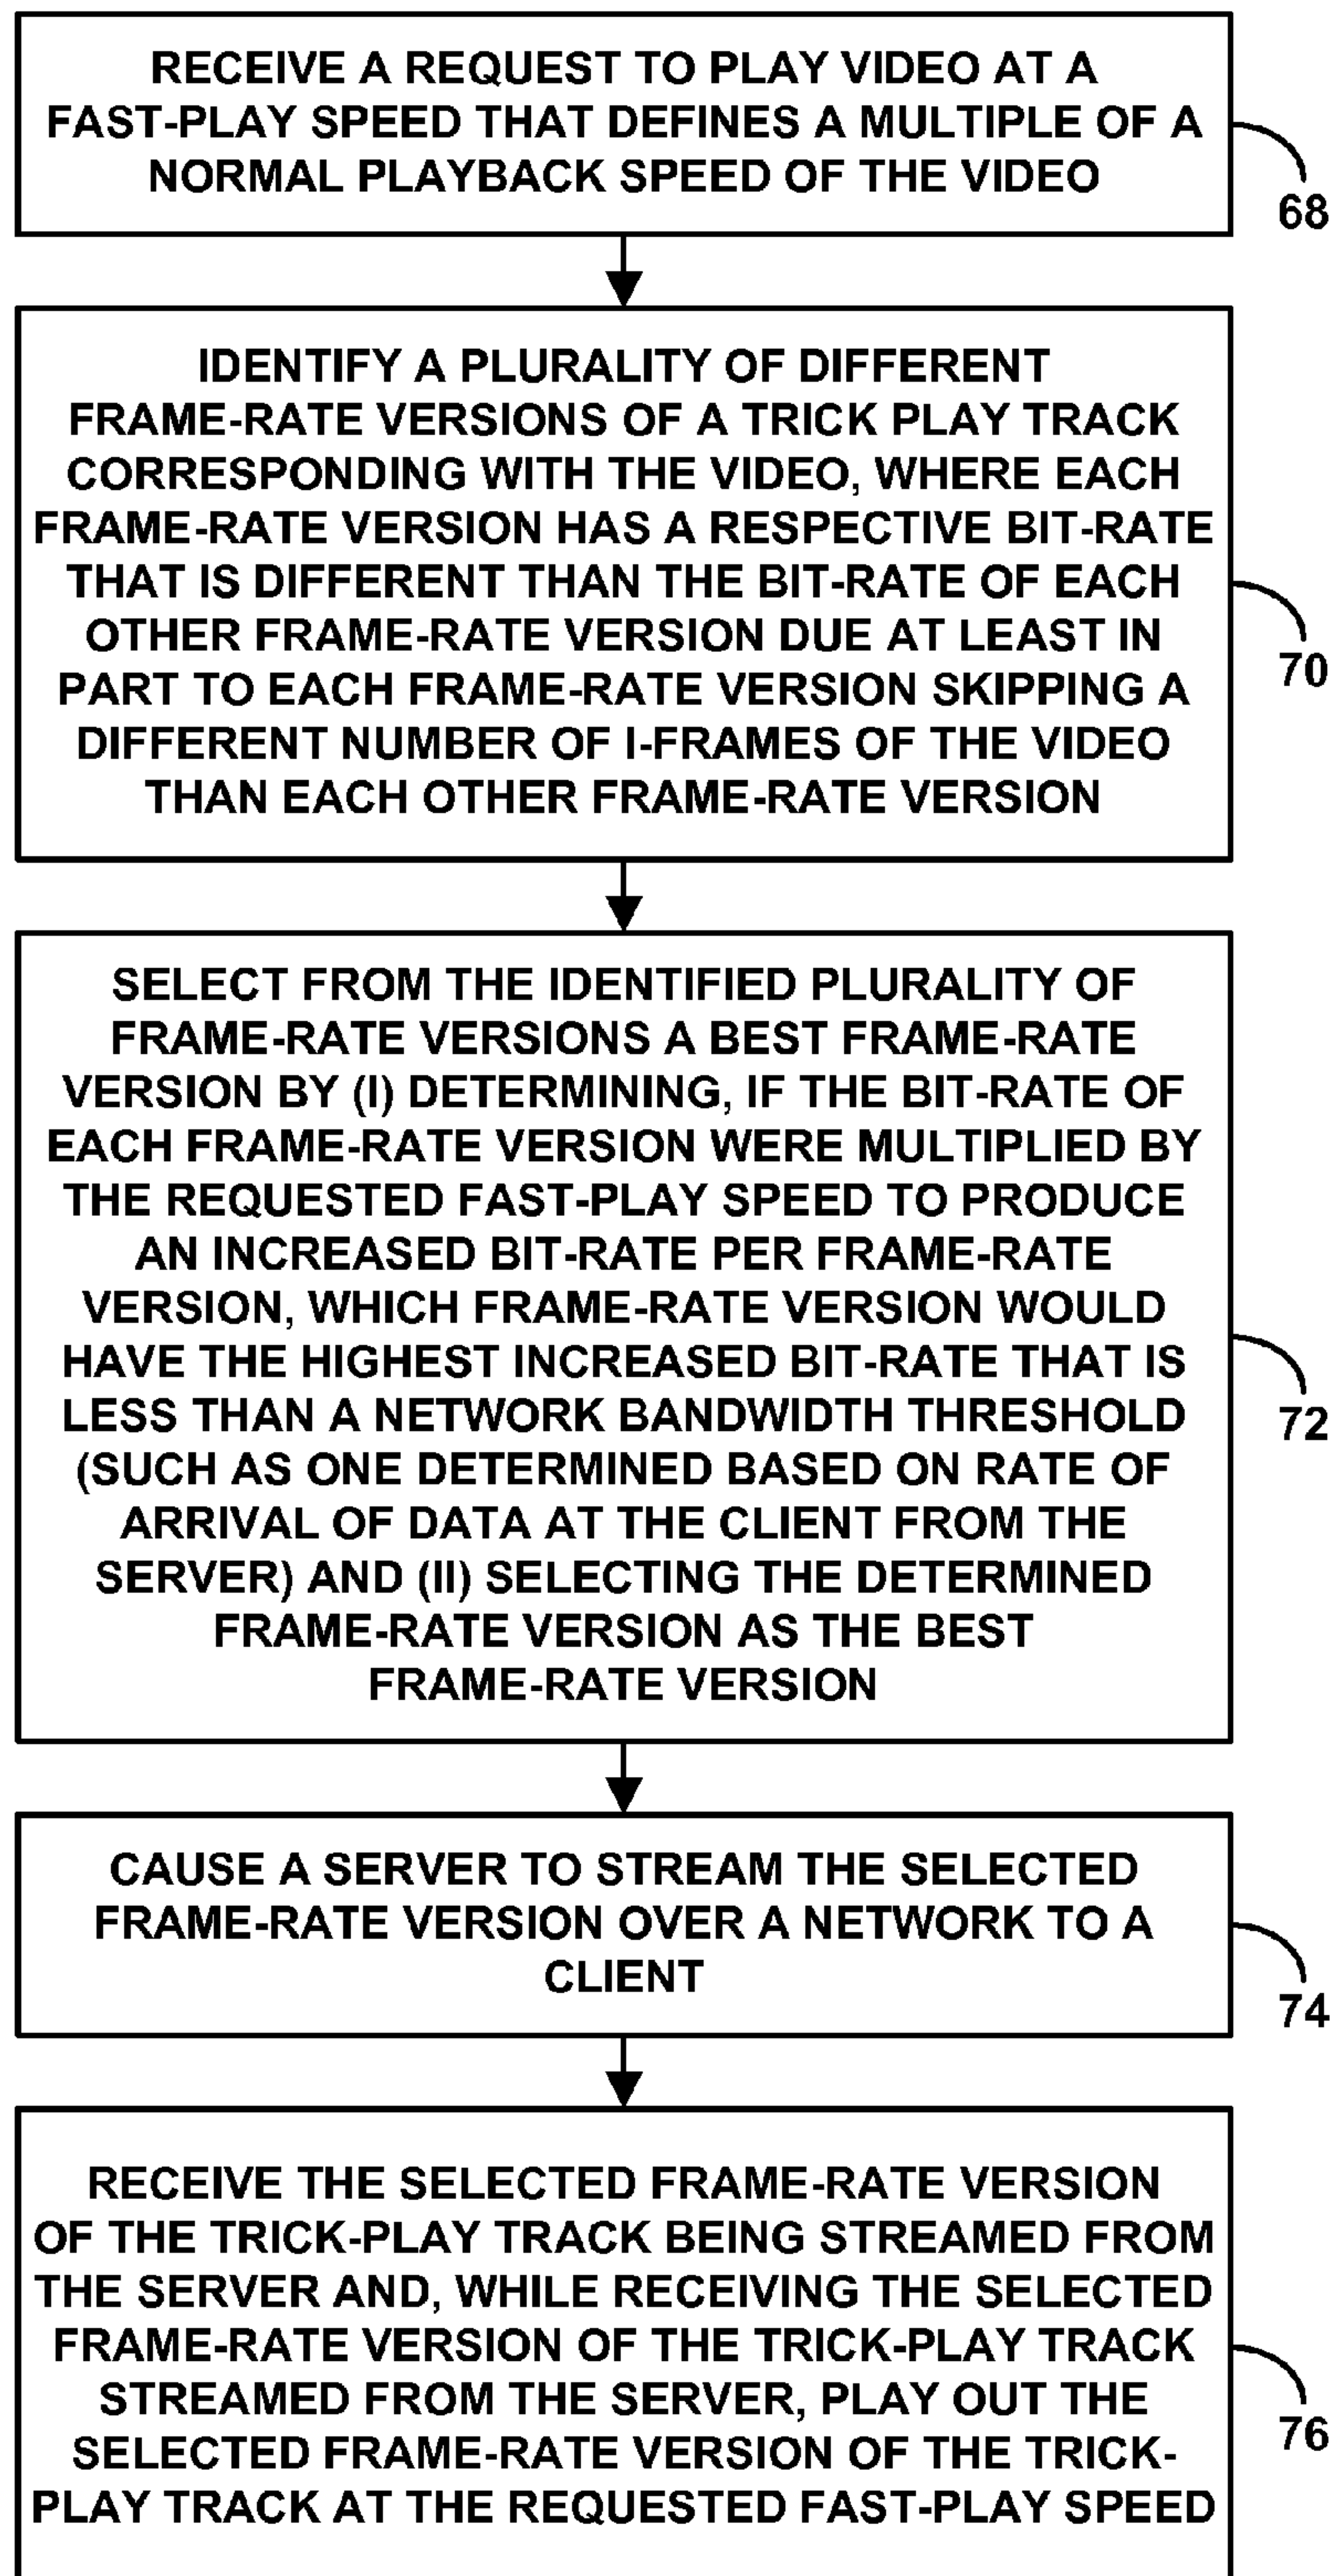 RECEIVE A REQUEST TO PLAY VIDEO AT A
FAST-PLAY SPEED THAT DEFINES A MULTIPLE OF A
NORMAL PLAYBACK SPEED OF THE VIDEO
68
IDENTIFY A PLURALITY OF DIFFERENT
FRAME-RATE VERSIONS OF A TRICK PLAY TRACK
CORRESPONDING WITH THE VIDEO, WHERE EACH
FRAME-RATE VERSION HAS A RESPECTIVE BIT-RATE
THAT IS DIFFERENT THAN THE BIT-RATE OF EACH
OTHER FRAME-RATE VERSION DUE AT LEAST IN
PART TO EACH FRAME-RATE VERSION SKIPPING A
DIFFERENT NUMBER OF I-FRAMES OF THE VIDEO
THAN EACH OTHER FRAME-RATE VERSION
70
SELECT FROM THE IDENTIFIED PLURALITY OF
FRAME-RATE VERSIONS A BEST FRAME-RATE
VERSION BY (I) DETERMINING, IF THE BIT-RATE OF
EACH FRAME-RATE VERSION WERE MULTIPLIED BY
THE REQUESTED FAST-PLAY SPEED TO PRODUCE
AN INCREASED BIT-RATE PER FRAME-RATE
VERSION, WHICH FRAME-RATE VERSION WOULD
HAVE THE HIGHEST INCREASED BIT-RATE THAT IS
LESS THAN A NETWORK BANDWIDTH THRESHOLD
(SUCH AS ONE DETERMINED BASED ON RATE OF
ARRIVAL OF DATA AT THE CLIENT FROM THE
SERVER) AND (II) SELECTING THE DETERMINED
FRAME-RATE VERSION AS THE BEST
FRAME-RATE VERSION
72
CAUSE A SERVER TO STREAM THE SELECTED
FRAME-RATE VERSION OVER A NETWORK TO A
CLIENT
74
RECEIVE THE SELECTED FRAME-RATE VERSION
OF THE TRICK-PLAY TRACK BEING STREAMED FROM
THE SERVER AND, WHILE RECEIVING THE SELECTED
FRAME-RATE VERSION OF THE TRICK-PLAY TRACK
STREAMED FROM THE SERVER, PLAY OUT THE
SELECTED FRAME-RATE VERSION OF THE TRICK-
PLAY TRACK AT THE REQUESTED FAST-PLAY SPEED
76